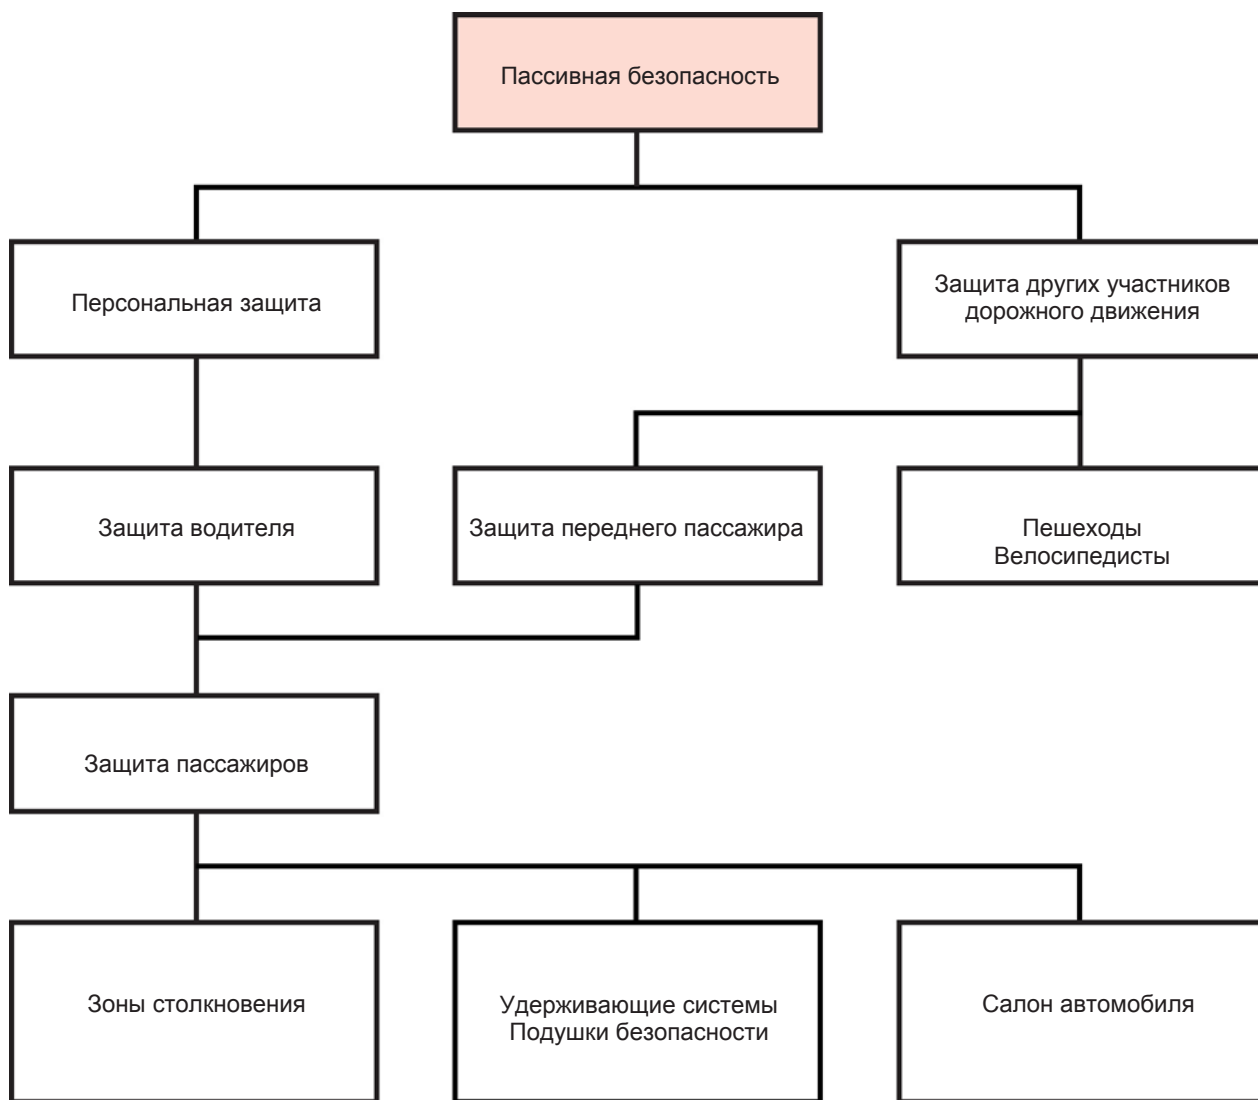 Пассивная безопасность
Персональная защита
Защита других участников
дорожного движения
Защита водителя
Защита переднего пассажира
Пешеходы
Велосипедисты
Защита пассажиров
Зоны столкновения
Удерживающие системы
Подушки безопасности
Салон автомобиля